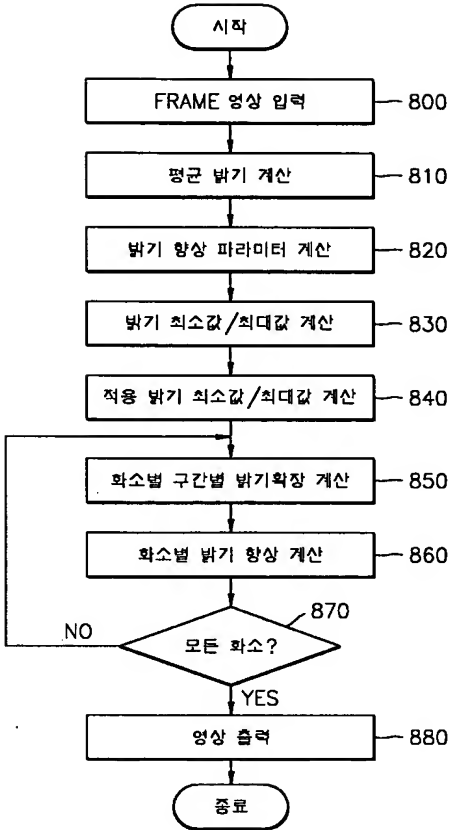 시작
FRAME 영상 입력
800
평균 밝기 계산
810
밝기 향상 파라미터 계산
820
밝기 최소값/최대값 계산
830
적용 밝기 최소값/최대값 계산
840
화소별 구간별 밝기확장 계산
850
화소별 밝기 향상 계산
860
870
모든 화소?
NO
YES
영상 출력
880
종료